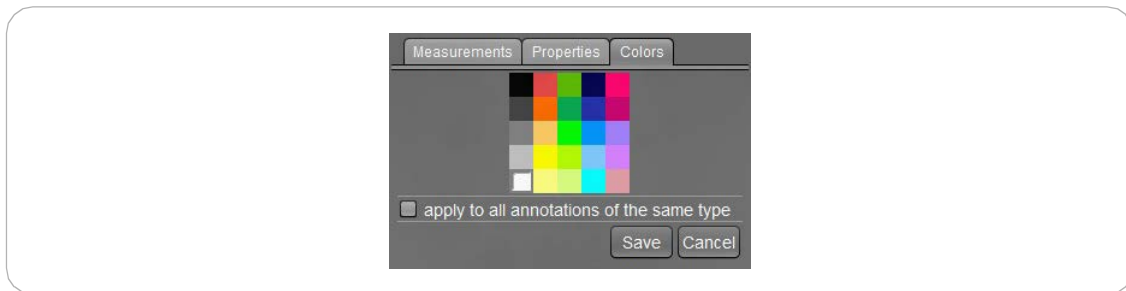 Measurements Properties Colors
apply to all annotations of the same type
Save Cancel